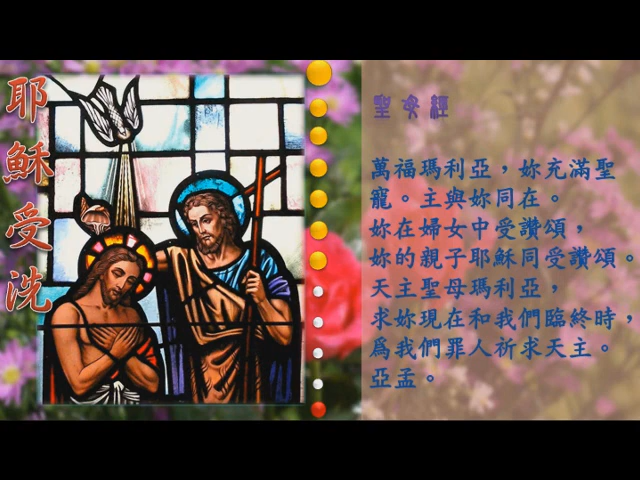 耶穌受洗
聖母經
萬福瑪利亞，妳充滿聖
寵。主與妳同在。
妳在婦女中受讚頌，
妳的親子耶穌同受讚頌。
天主聖母瑪利亞，
求妳現在和我們臨終時，
為我們罪人祈求天主。
亞孟。